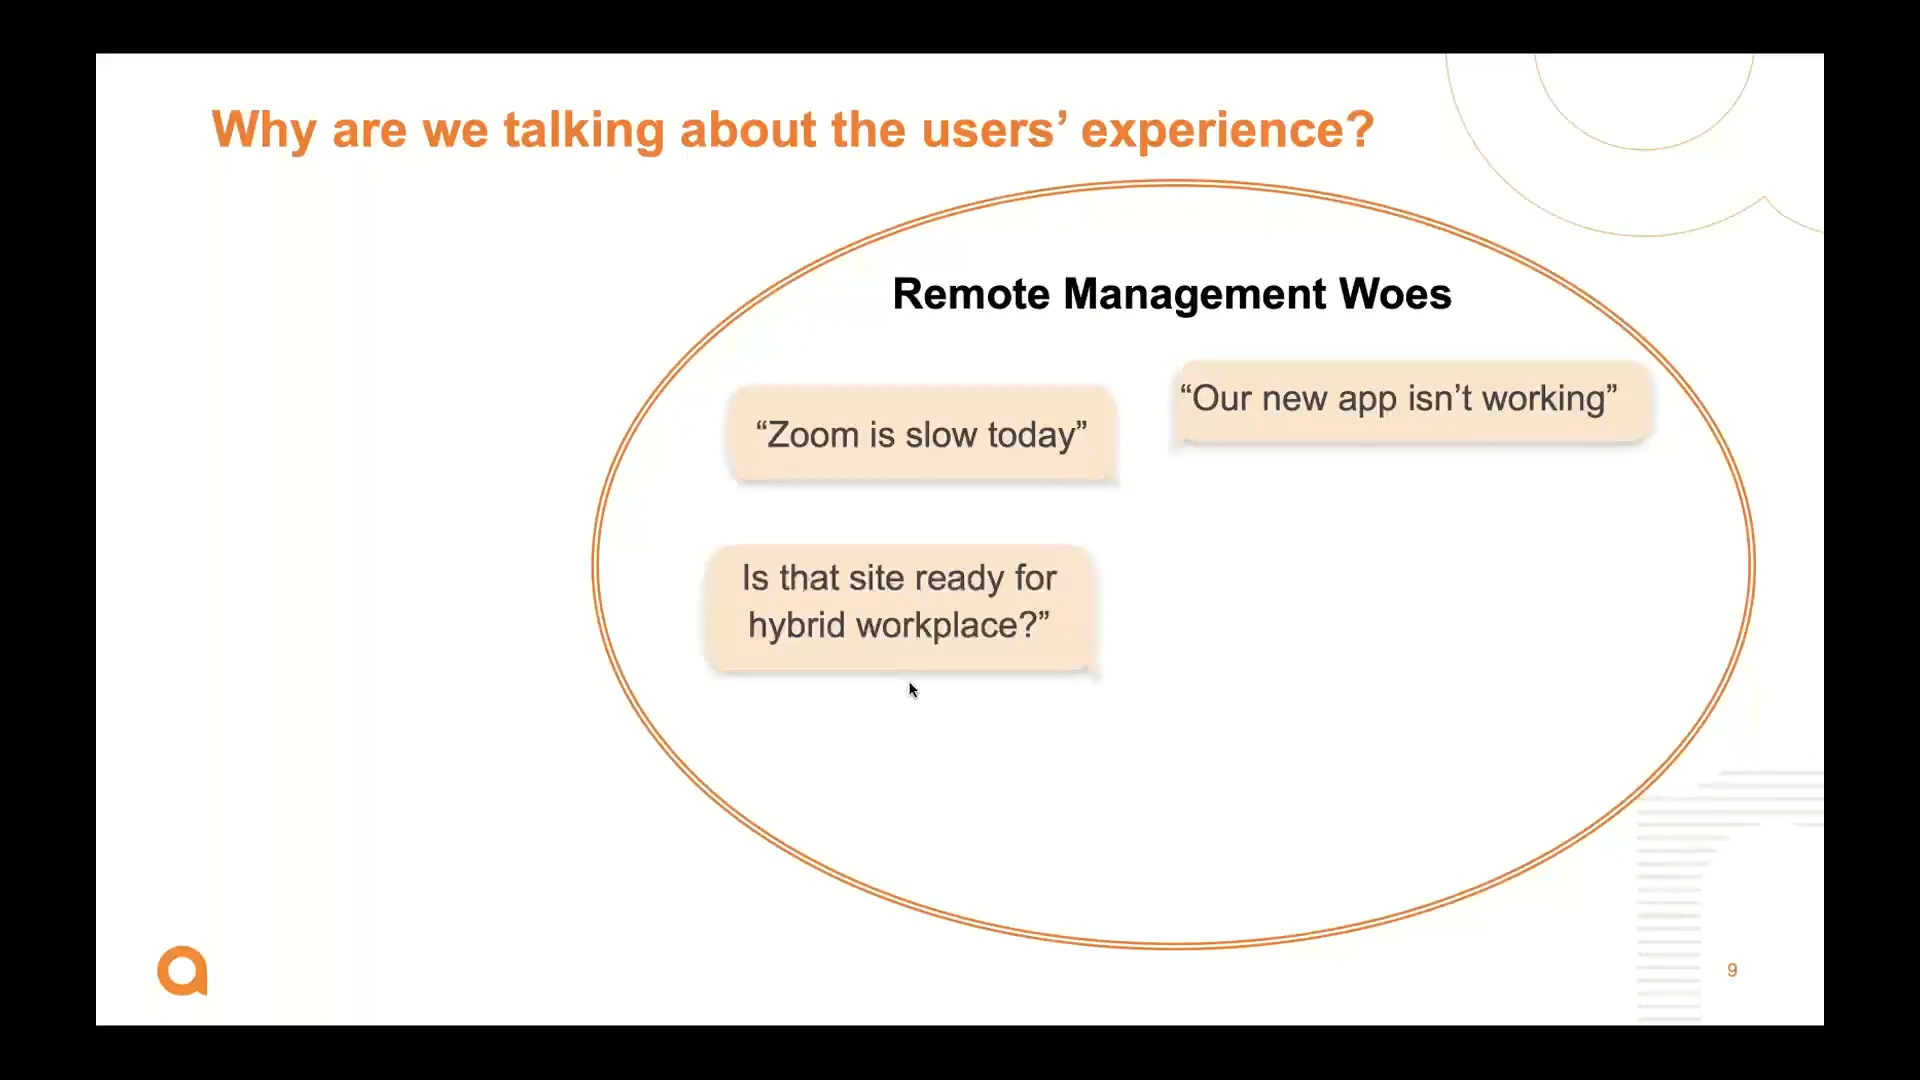 Why are we talking about the users’ experience?
Remote Management Woes
“Zoom is slow today”
“Our new app isn’t working”
Is that site ready for
hybrid workplace?”
9